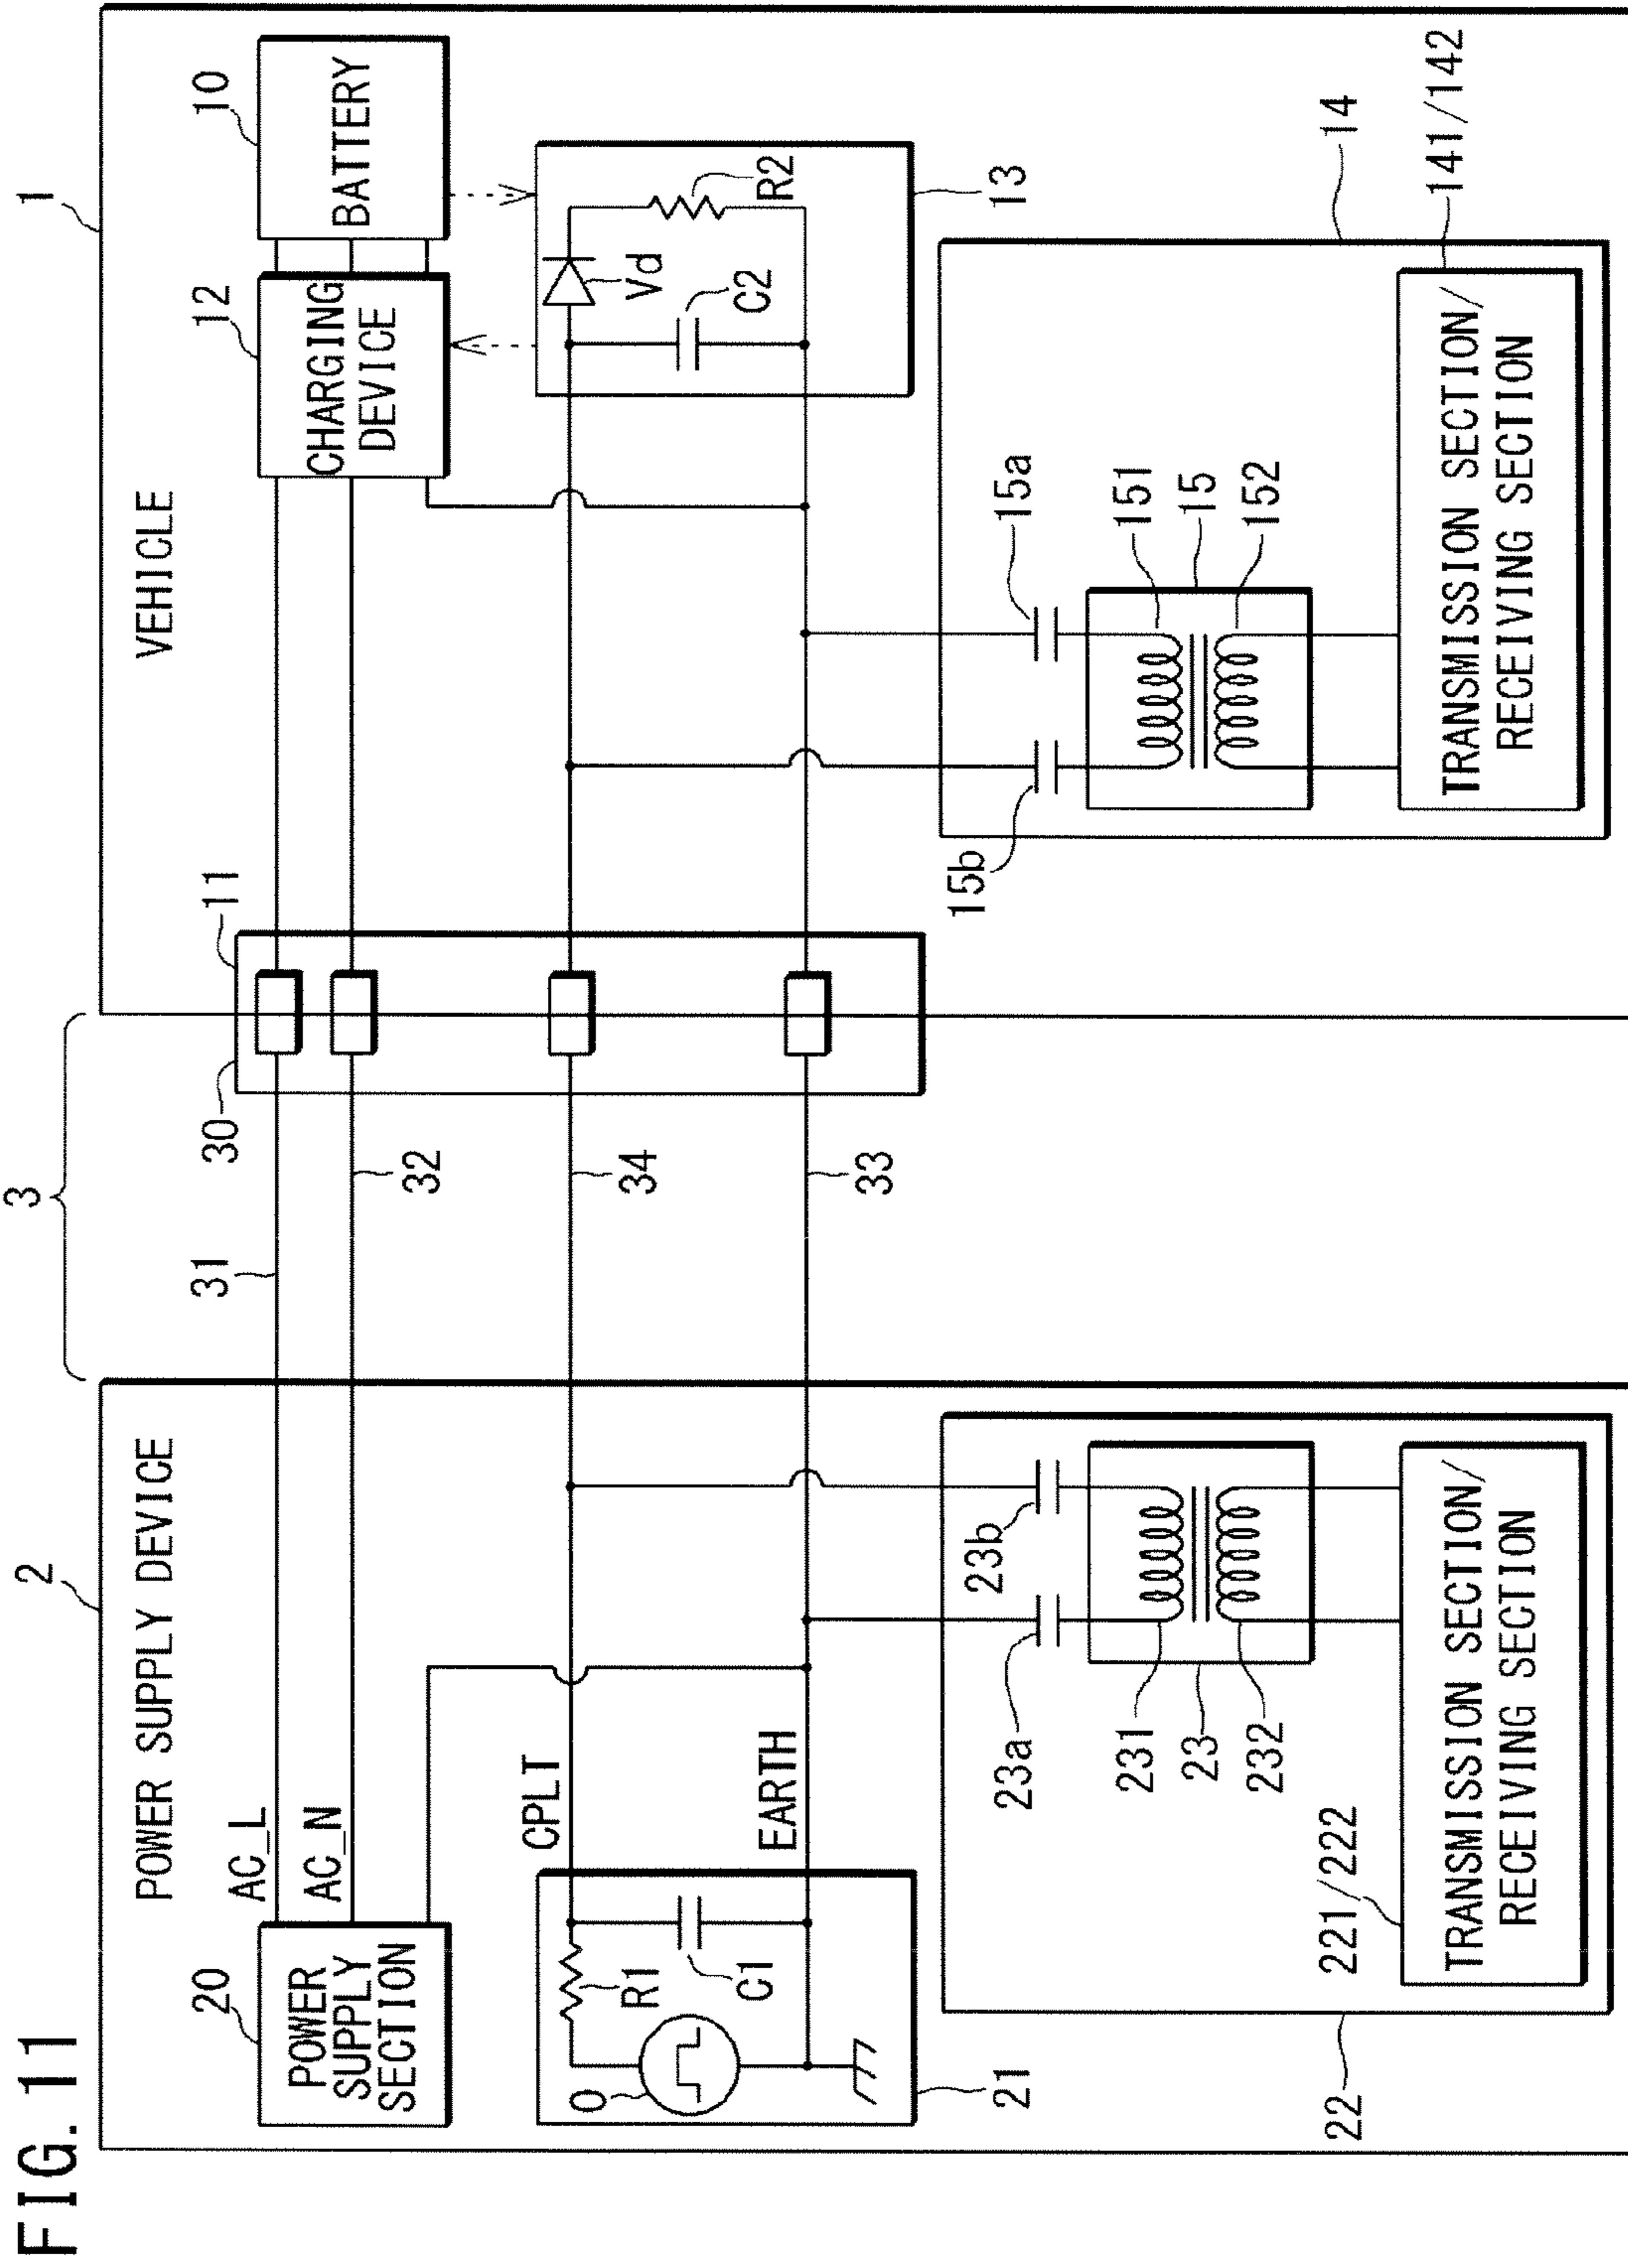 FIG. 11
2
3
1
POWER SUPPLY DEVICE
VEHICLE
20
POWER
SUPPLY
SECTION
AC_L
AC_N
31
32
30
11
12
CHARGING
DEVICE
10
BATTERY
O
R1
C1
21
CPLT
EARTH
34
33
Vd
C2
R2
13
23a
23b
231
23
232
221/222
TRANSMISSION SECTION/
RECEIVING SECTION
22
15b
15a
151
15
152
14
141/142
TRANSMISSION SECTION/
RECEIVING SECTION